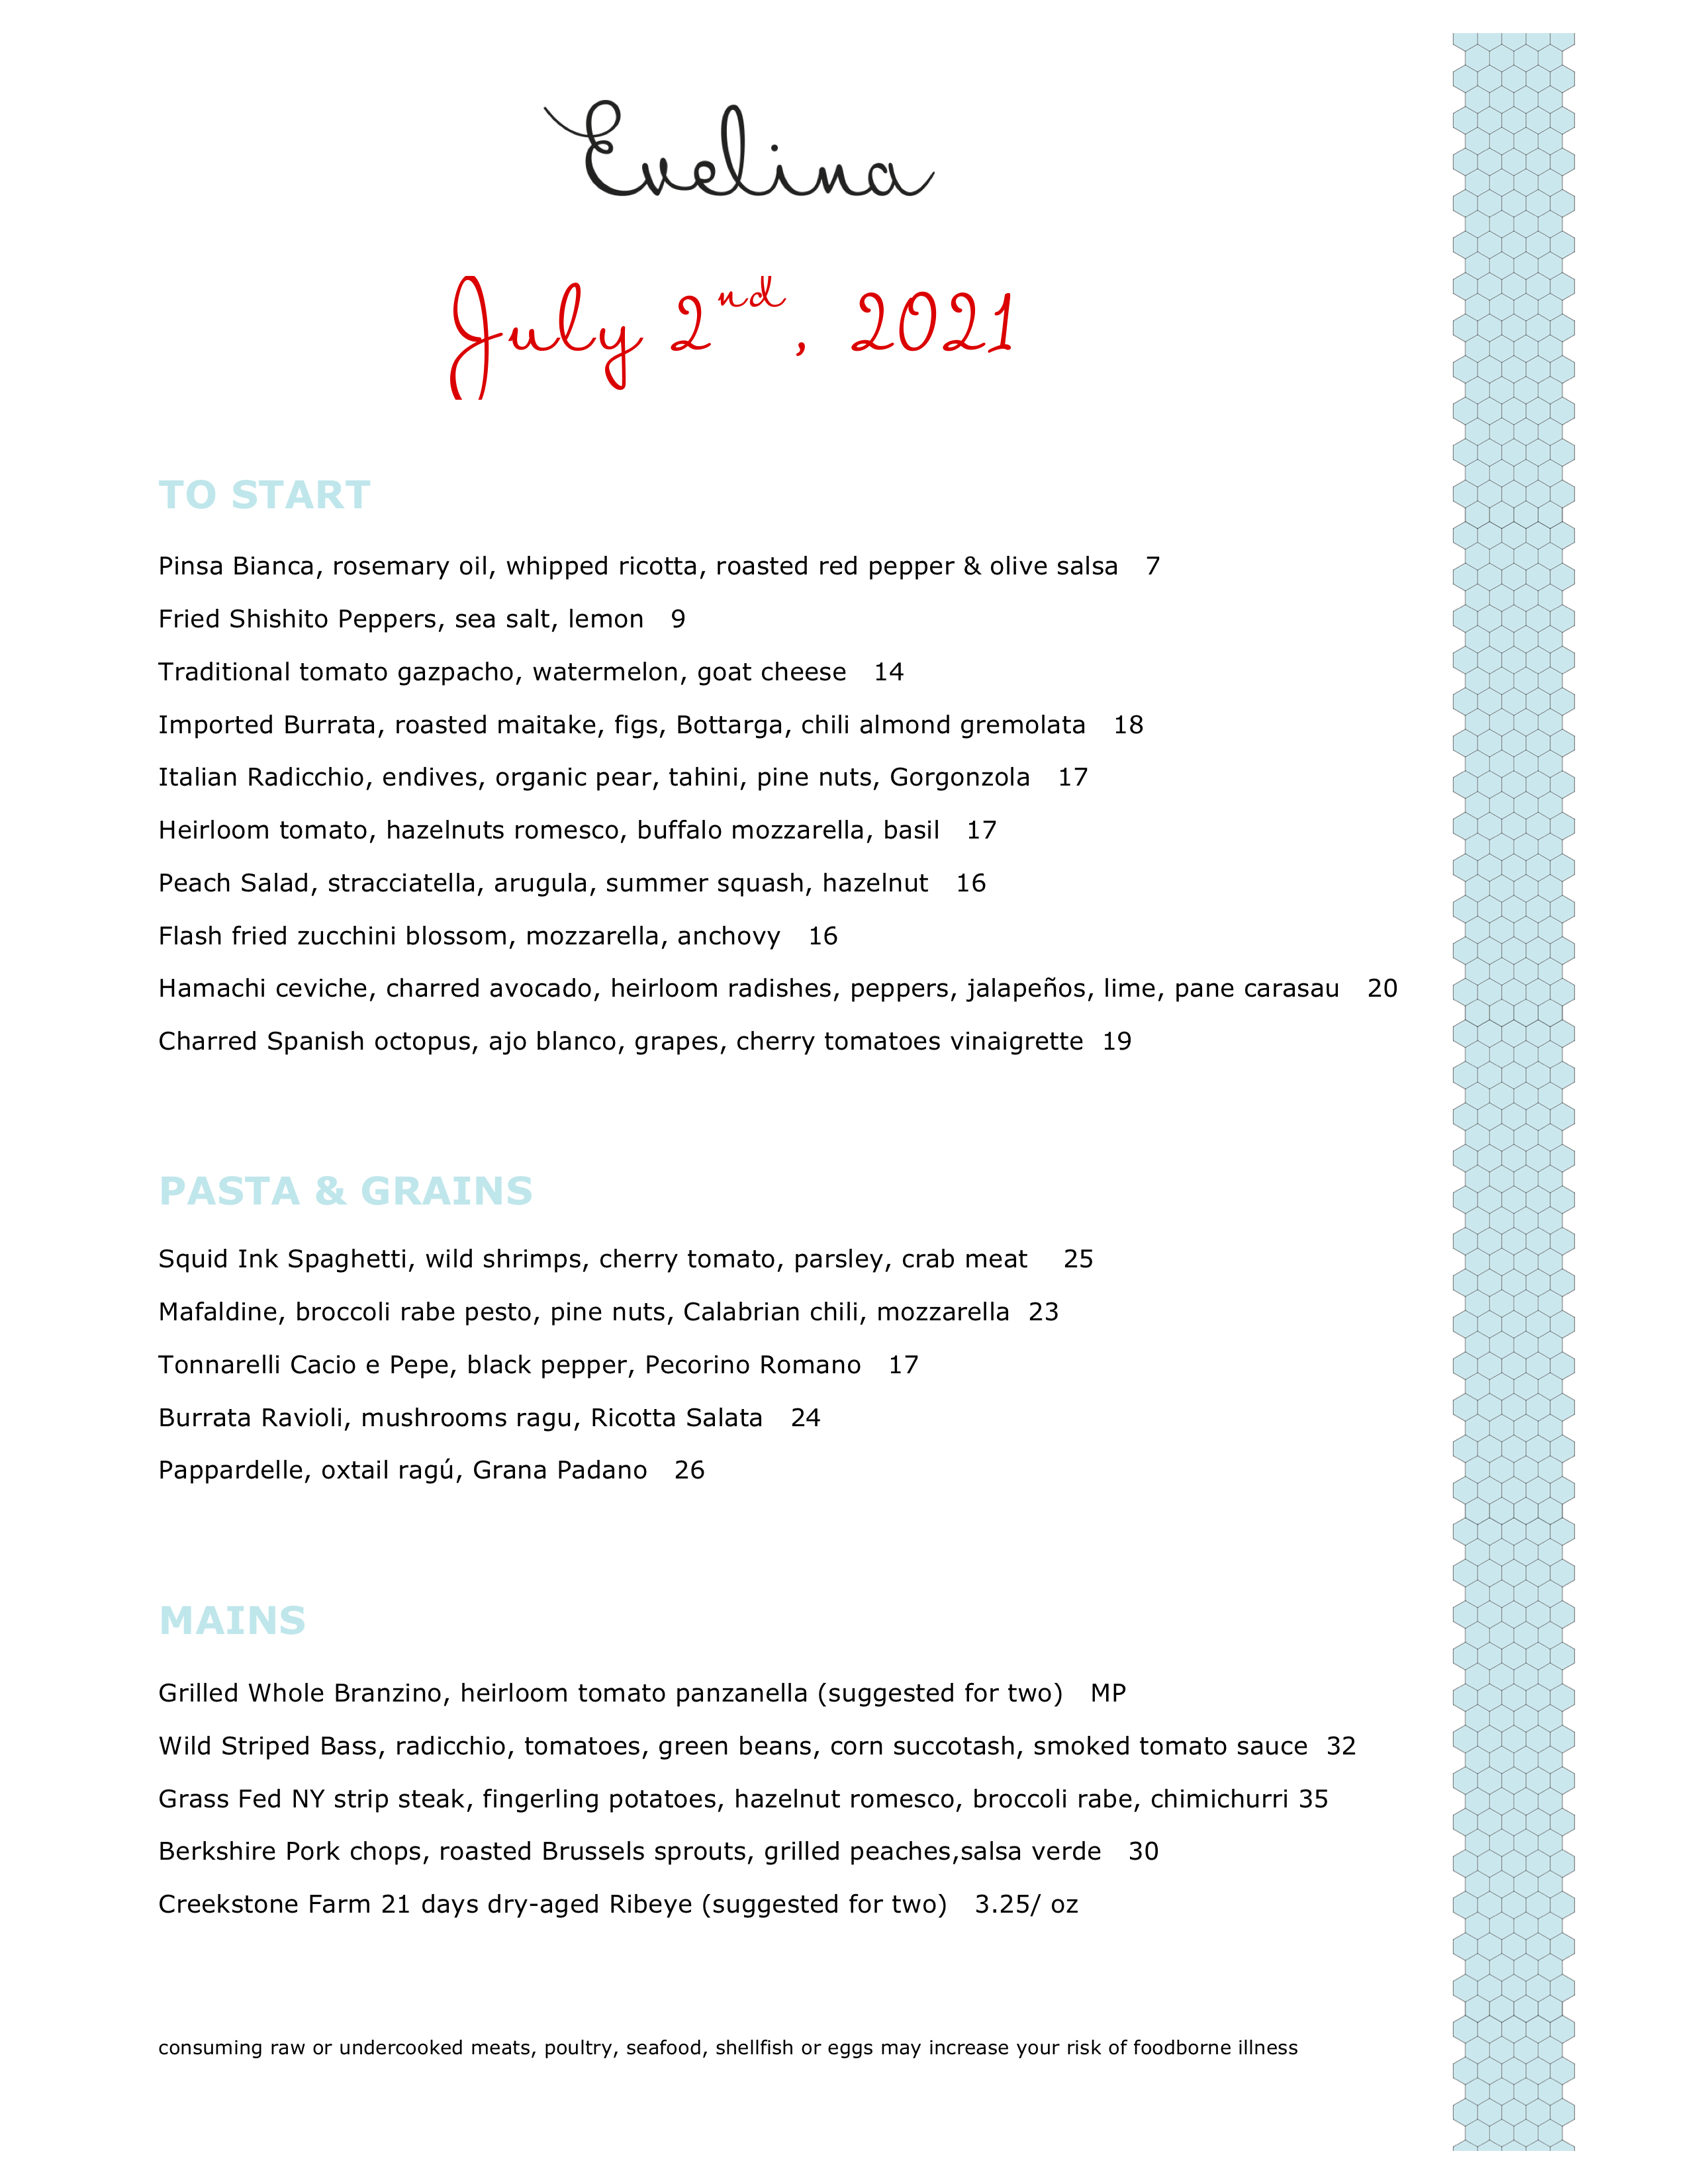 Evelina
July 2nd, 2021
TO START
Pinsa Bianca, rosemary oil, whipped ricotta, roasted red pepper & olive salsa 7
Fried Shishito Peppers, sea salt, lemon 9
Traditional tomato gazpacho, watermelon, goat cheese 14
Imported Burrata, roasted maitake, figs, Bottarga, chili almond gremolata 18
Italian Radicchio, endives, organic pear, tahini, pine nuts, Gorgonzola 17
Heirloom tomato, hazelnuts romesco, buffalo mozzarella, basil 17
Peach Salad, stracciatella, arugula, summer squash, hazelnut 16
Flash fried zucchini blossom, mozzarella, anchovy 16
Hamachi ceviche, charred avocado, heirloom radishes, peppers, jalapeños, lime, pane carasau 20
Charred Spanish octopus, ajo blanco, grapes, cherry tomatoes vinaigrette 19
PASTA & GRAINS
Squid Ink Spaghetti, wild shrimps, cherry tomato, parsley, crab meat 25
Mafaldine, broccoli rabe pesto, pine nuts, Calabrian chili, mozzarella 23
Tonnarelli Cacio e Pepe, black pepper, Pecorino Romano 17
Burrata Ravioli, mushrooms ragu, Ricotta Salata 24
Pappardelle, oxtail ragú, Grana Padano 26
MAINS
Grilled Whole Branzino, heirloom tomato panzanella (suggested for two) MP
Wild Striped Bass, radicchio, tomatoes, green beans, corn succotash, smoked tomato sauce 32
Grass Fed NY strip steak, fingerling potatoes, hazelnut romesco, broccoli rabe, chimichurri 35
Berkshire Pork chops, roasted Brussels sprouts, grilled peaches,salsa verde 30
Creekstone Farm 21 days dry-aged Ribeye (suggested for two) 3.25/ oz
consuming raw or undercooked meats, poultry, seafood, shellfish or eggs may increase your risk of foodborne illness